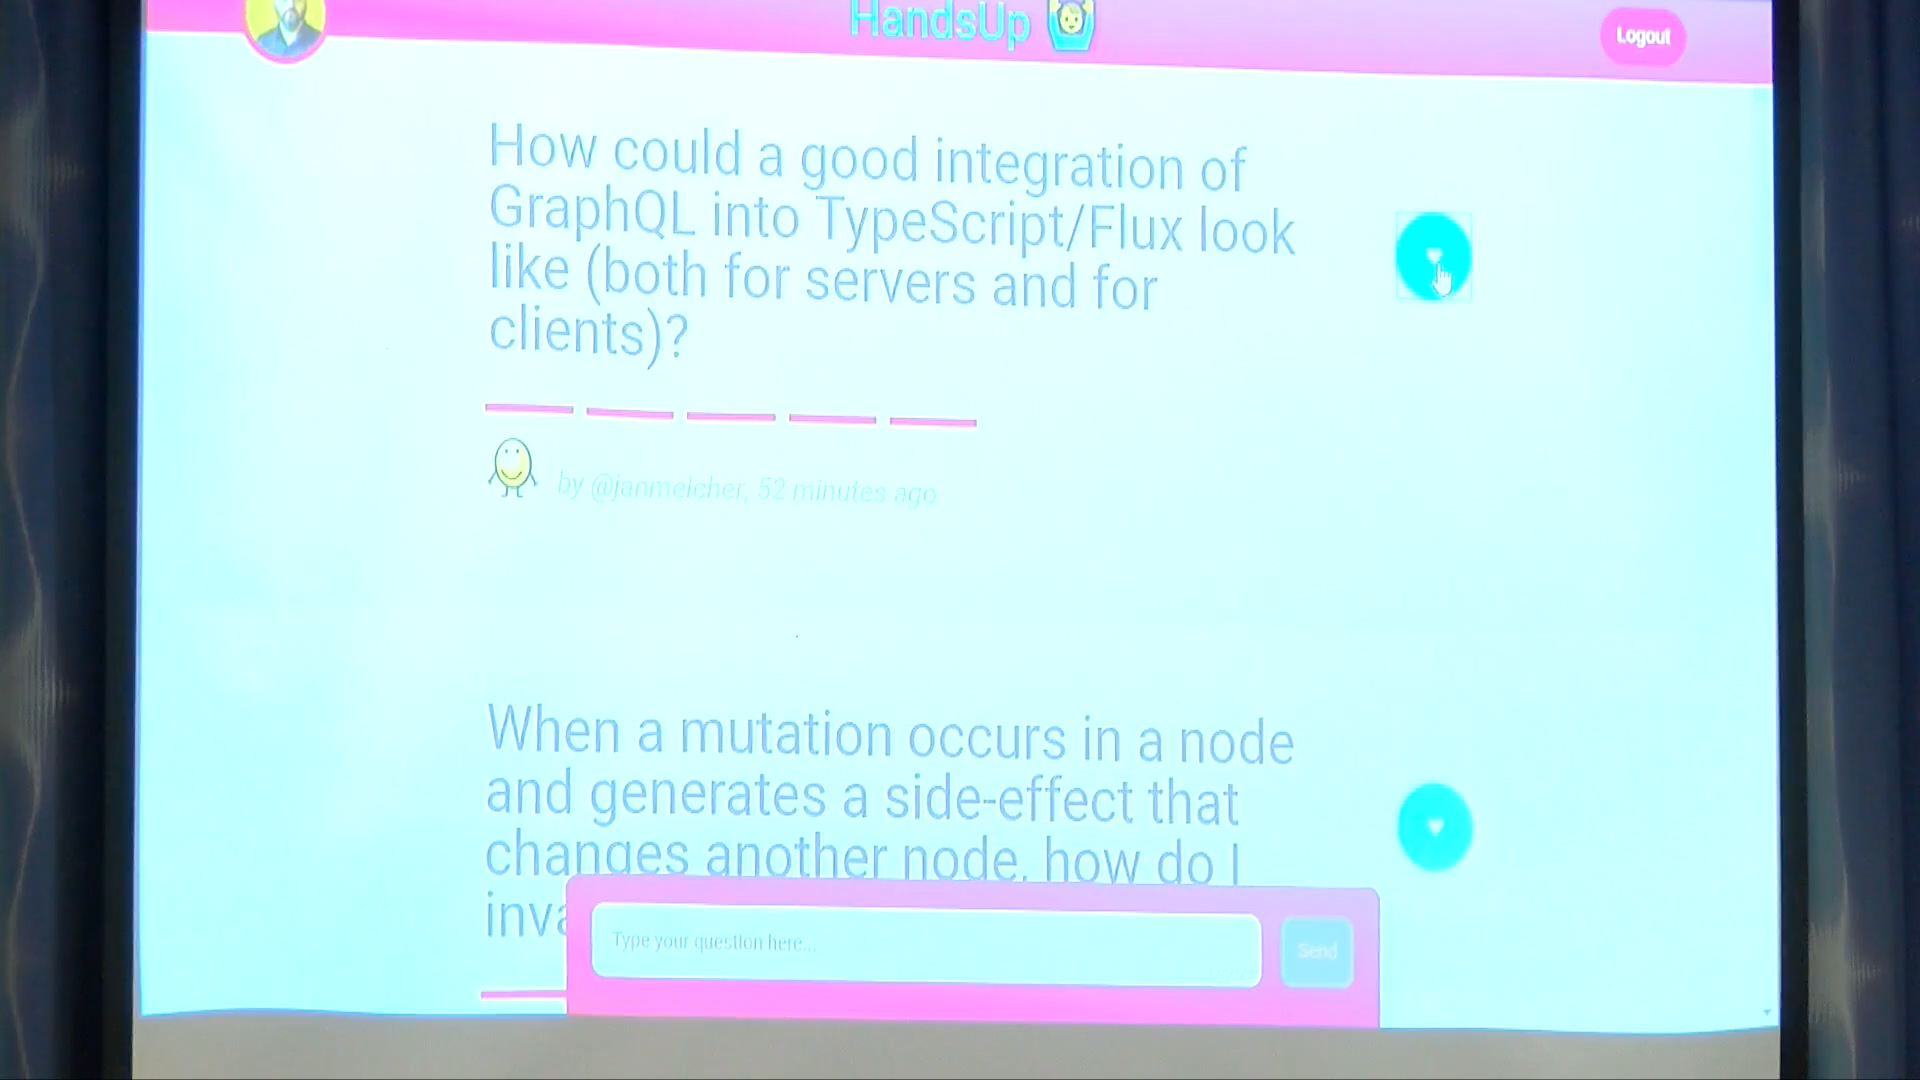 HandsUp
Logout
How could a good integration of
GraphQL into TypeScript/Flux look
like (both for servers and for
clients)?
by @janmelcher, 52 minutes ago
When a mutation occurs in a node
and generates a side-effect that
changes another node, how do I
Type your question here...
Send